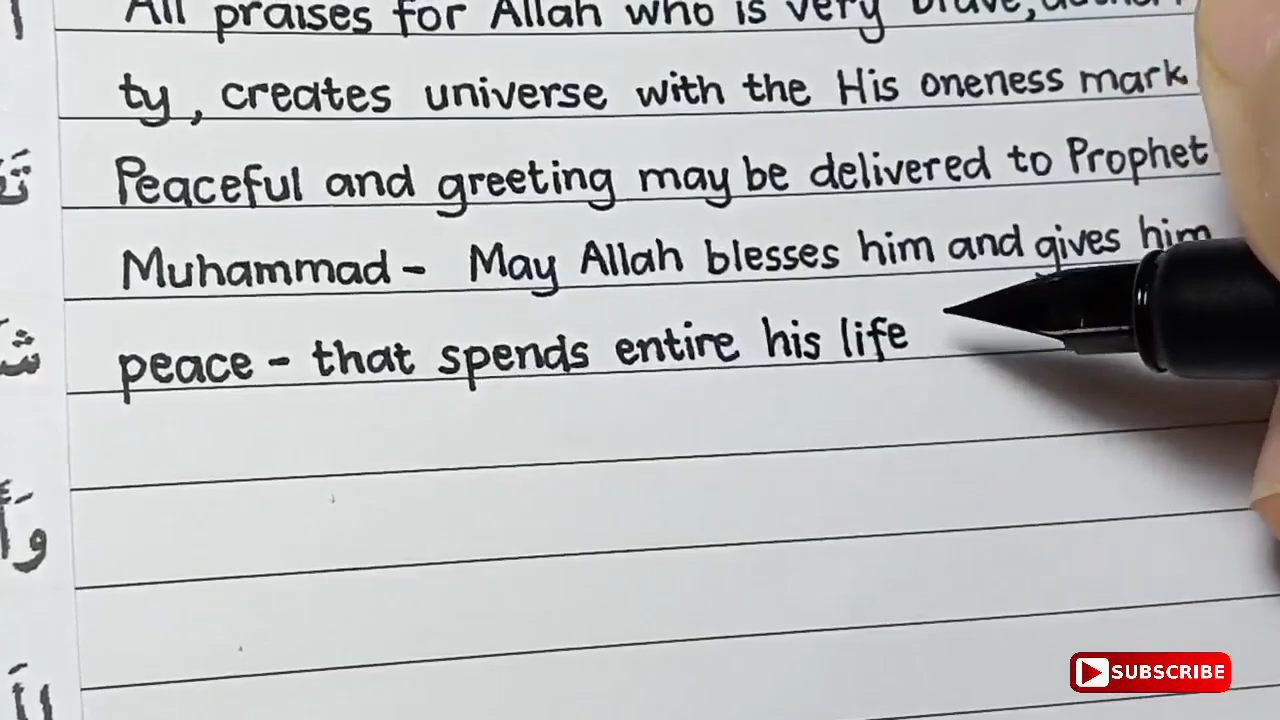 All praises for Allah who is very brave,
ty, creates universe with the His oneness mark
Peaceful and greeting may be delivered to Prophet
Muhammad - May Allah blesses him and gives him
peace - that spends entire his life
SUBSCRIBE